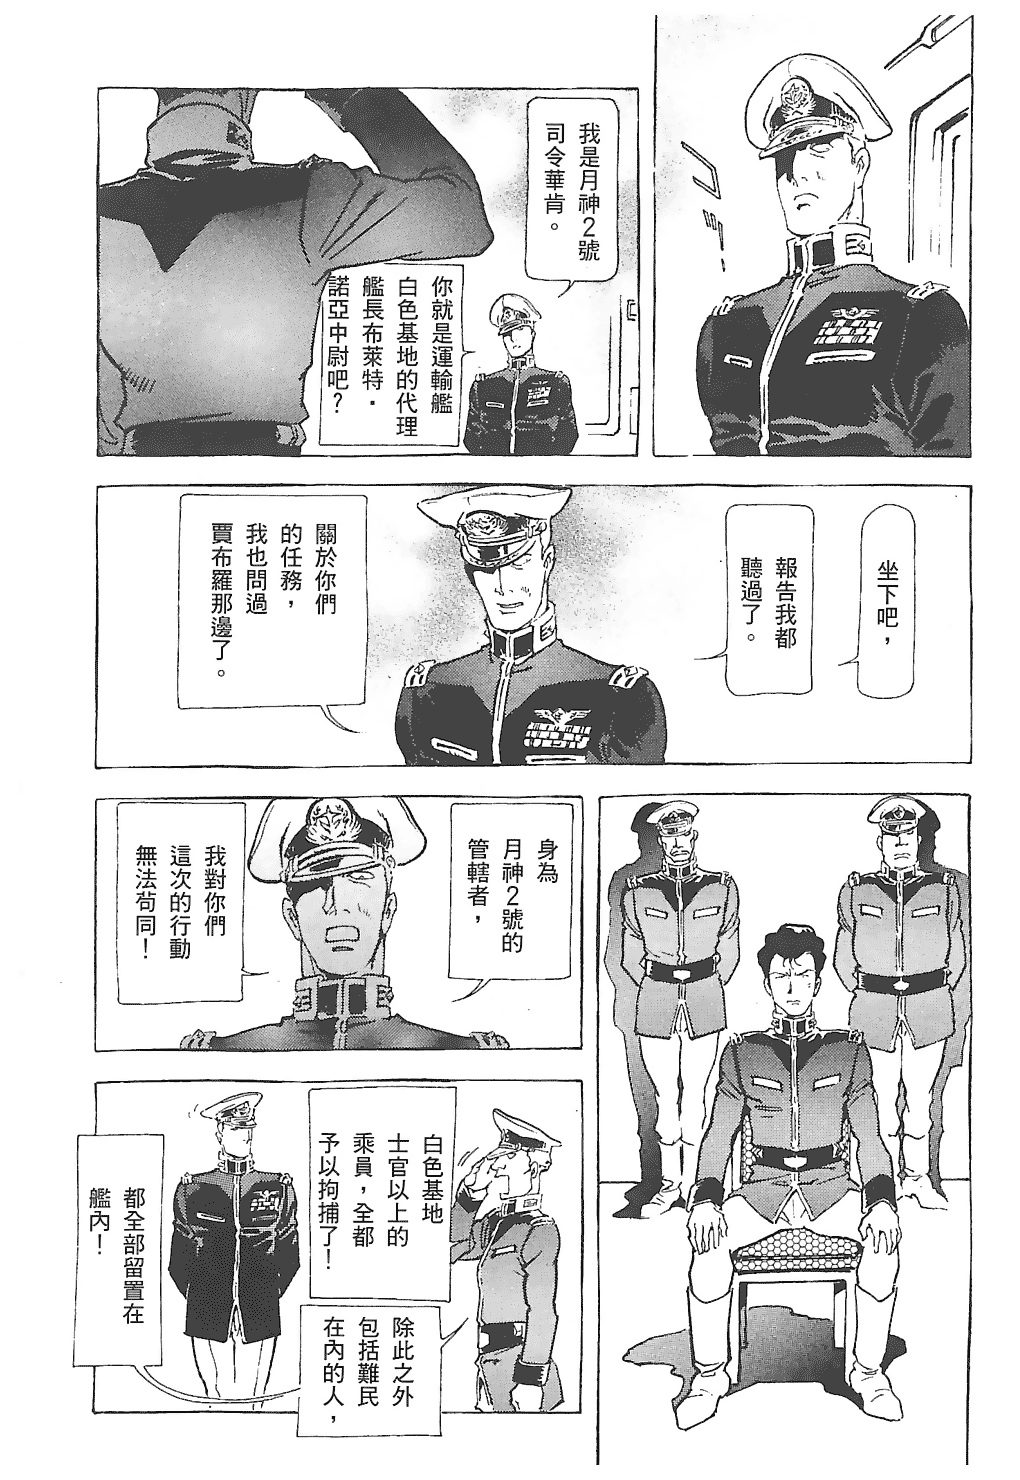 我是月神2號
司令華肯。
你就是運輸艦
白色基地的代理
艦長布萊特·
諾亞中尉吧？
坐下吧，
報告我都
聽過了。
關於你們
的任務，
我也問過
賈布羅那邊了。
身為
月神2號的
管轄者，
我對你們
這次的行動
無法苟同！
白色基地
士官以上的
乘員，全都
予以拘捕了！
除此之外
包括難民
在內的人，
都全部留置在
艦內！